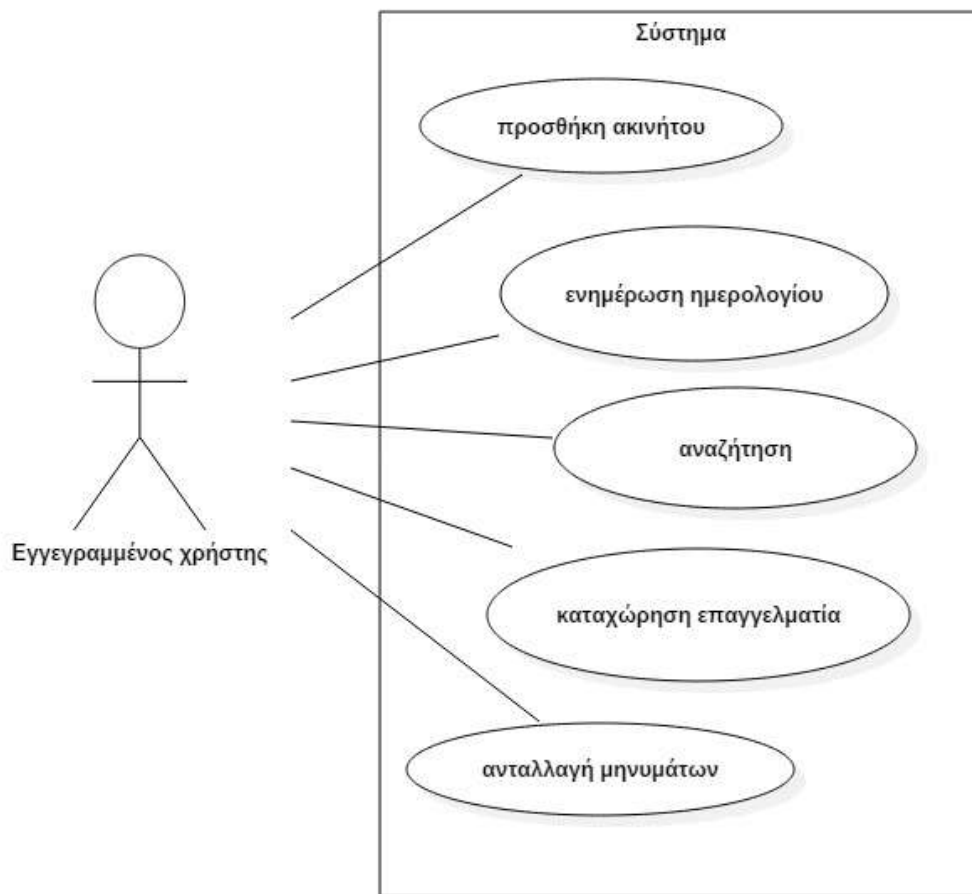 Σύστημα
προσθήκη ακινήτου
ενημέρωση ημερολογίου
αναζήτηση
Εγγεγραμμένος χρήστης
καταχώρηση επαγγελματία
ανταλλαγή μηνυμάτων